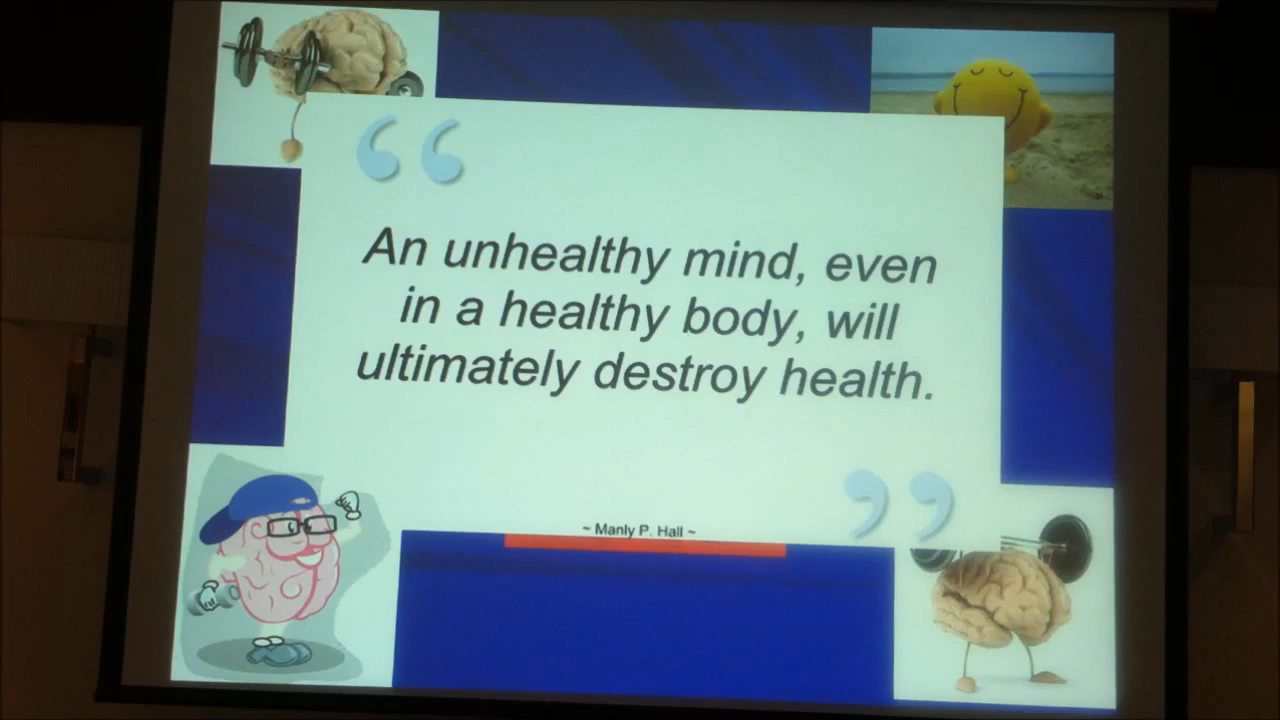 “
An unhealthy mind, even
in a healthy body, will
ultimately destroy health.
”
~ Manly P. Hall ~